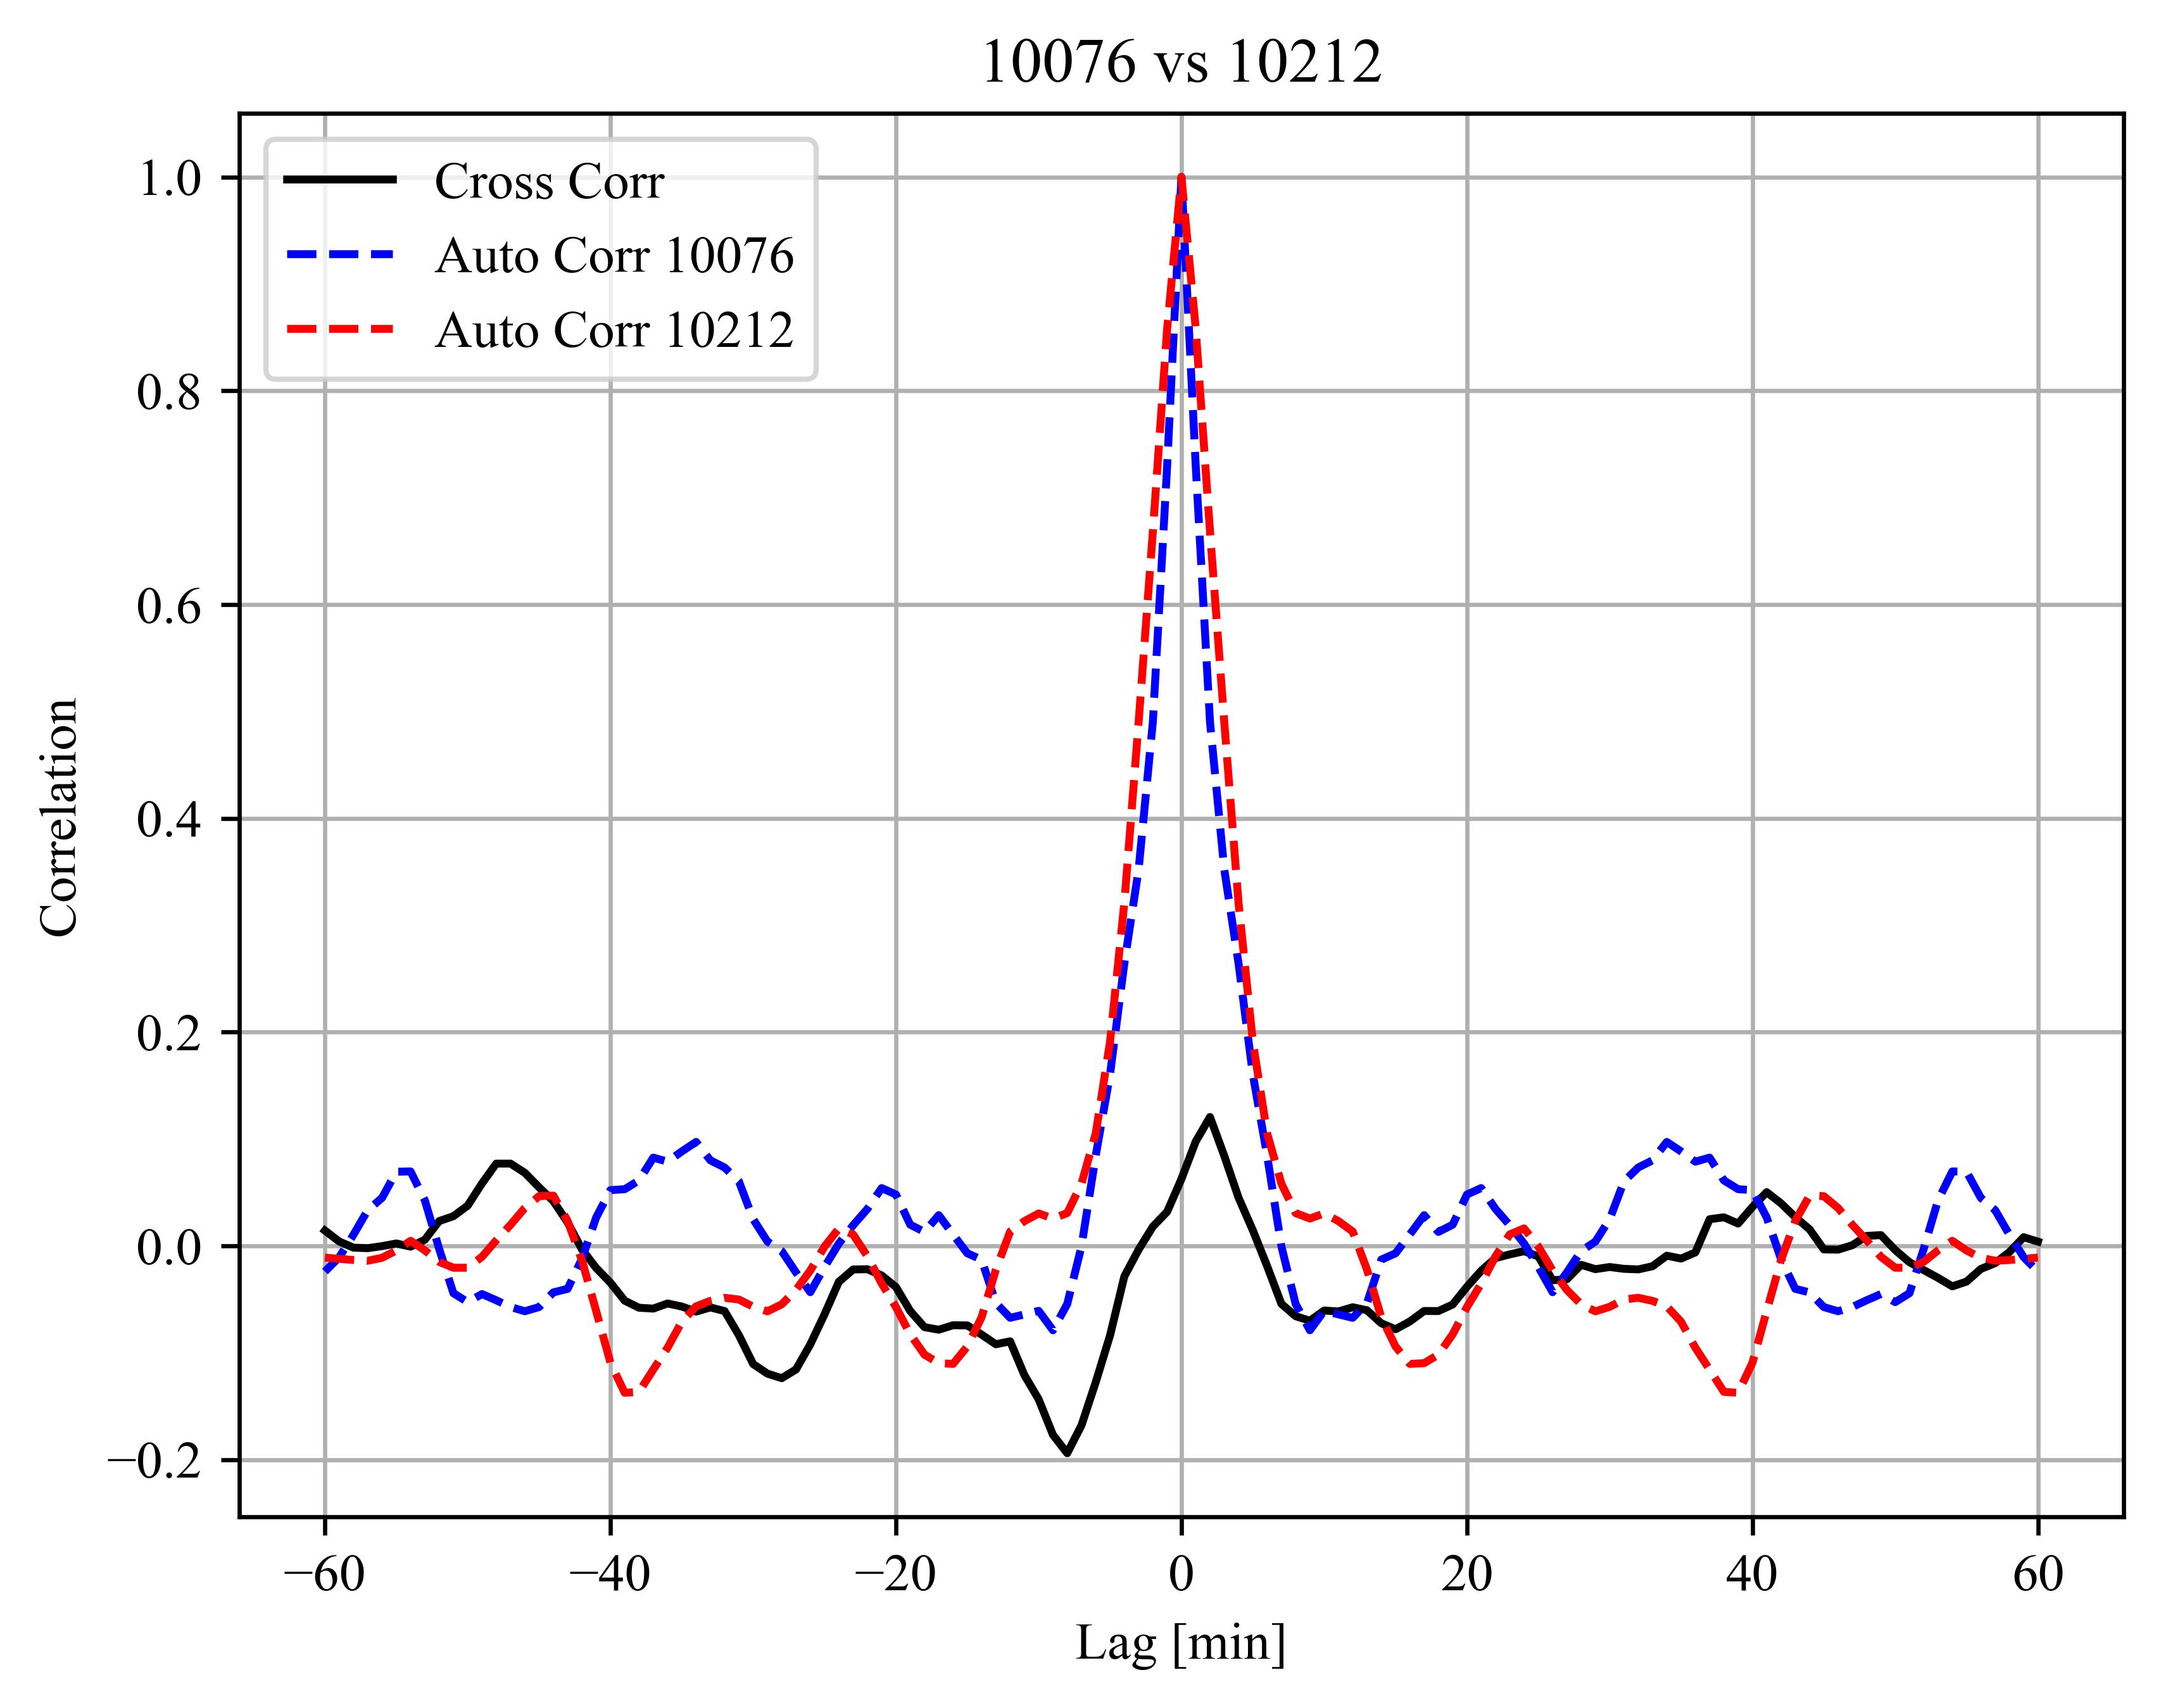 10076 vs 10212
Cross Corr
Auto Corr 10076
Auto Corr 10212
1.0
0.8
0.6
0.4
0.2
0.0
−0.2
Correlation
−60 −40 −20 0 20 40 60
Lag [min]